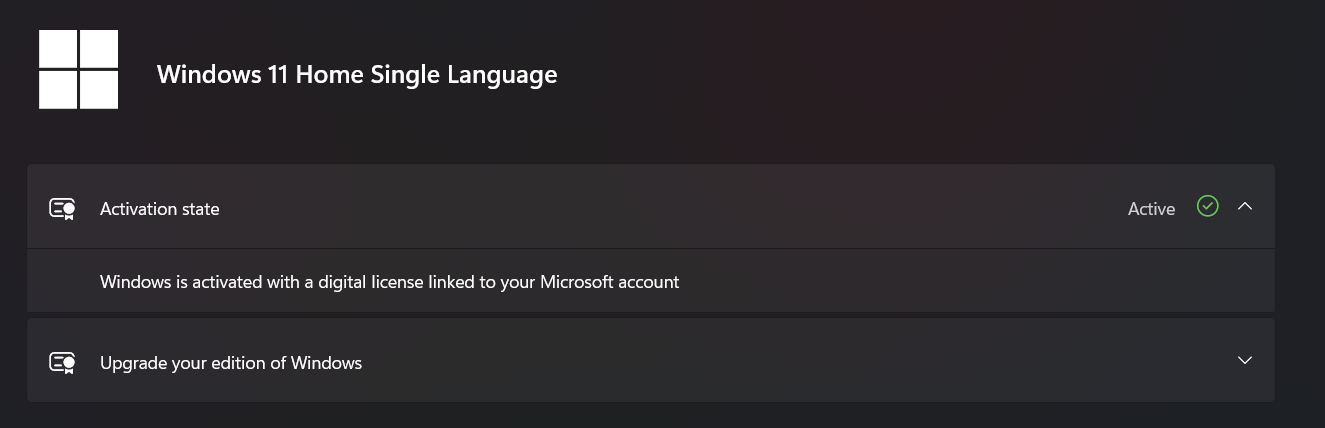 Windows 11 Home Single Language
Activation state
Active
Windows is activated with a digital license linked to your Microsoft account
Upgrade your edition of Windows